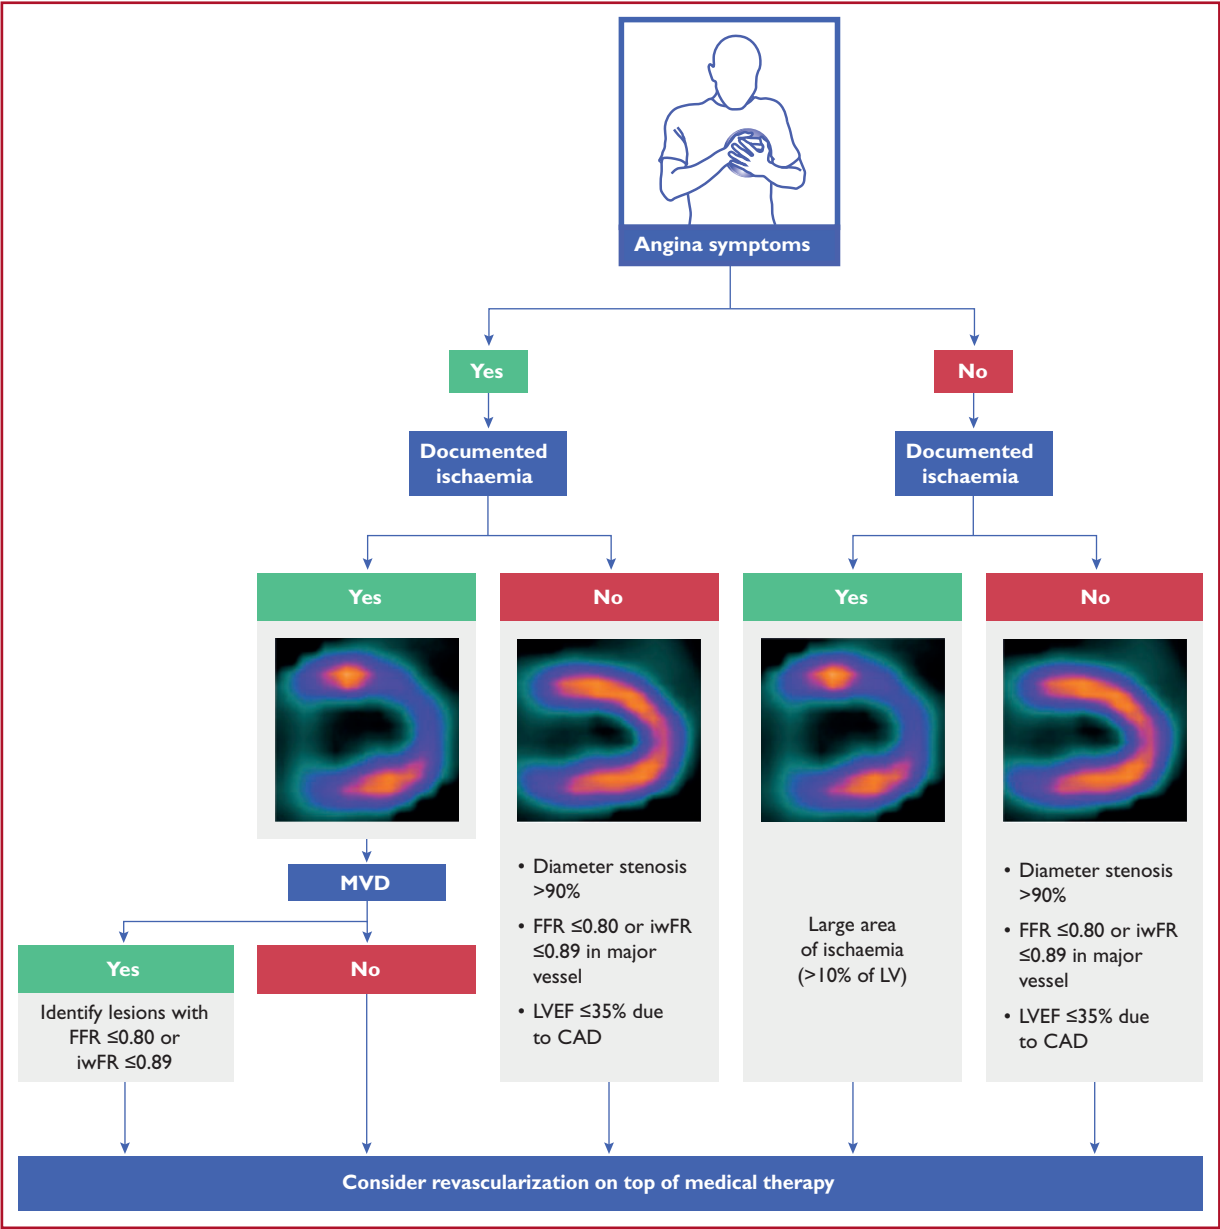 Angina symptoms
Yes
No
Documented
ischaemia
Documented
ischaemia
Yes
No
Yes
No
MVD
Yes
No
Identify lesions with
FFR ≤0.80 or
iwFR ≤0.89
• Diameter stenosis
>90%
• FFR ≤0.80 or iwFR
≤0.89 in major
vessel
• LVEF ≤35% due
to CAD
Large area
of ischaemia
(>10% of LV)
• Diameter stenosis
>90%
• FFR ≤0.80 or iwFR
≤0.89 in major
vessel
• LVEF ≤35% due
to CAD
Consider revascularization on top of medical therapy